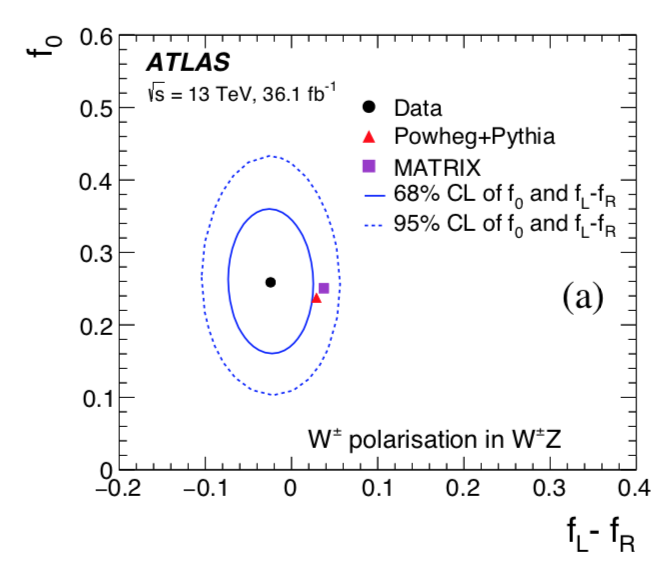 f₀
0.6
0.5
0.4
0.3
0.2
0.1
0
ATLAS
√s = 13 TeV, 36.1 fb⁻¹
Data
Powheg+Pythia
MATRIX
68% CL of f₀ and f_L-f_R
95% CL of f₀ and f_L-f_R
(a)
W± polarisation in W±Z
−0.2 −0.1 0 0.1 0.2 0.3 0.4
f_L- f_R